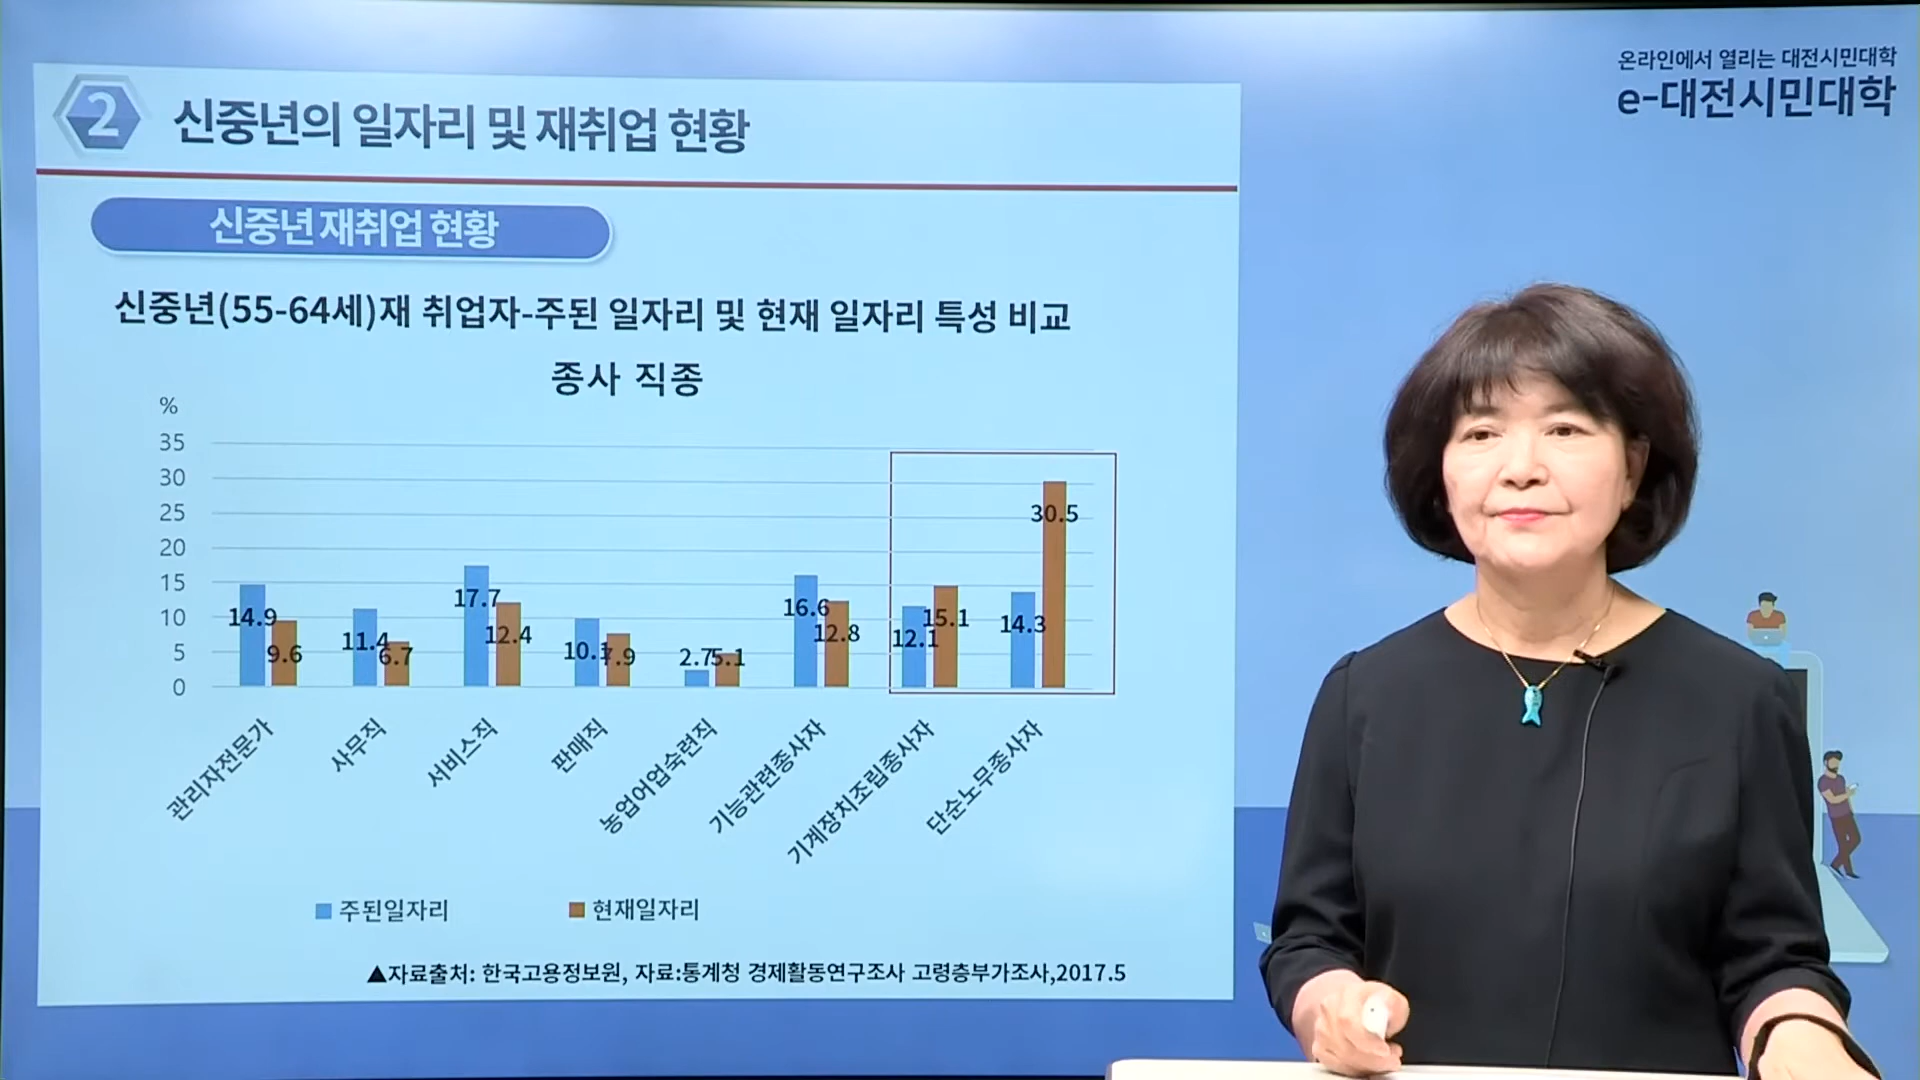 온라인에서 열리는 대전시민대학
e-대전시민대학
2 신중년의 일자리 및 재취업 현황
신중년 재취업 현황
신중년(55-64세)재 취업자-주된 일자리 및 현재 일자리 특성 비교
종사 직종
%
35
30
25
20
15
10
5
0
14.9 9.6
11.4 6.7
17.7 12.4
10.1 7.9
2.7 5.1
16.6 12.8
12.1 15.1
14.3 30.5
관리자전문가
사무직
서비스직
판매직
농업어업숙련직
기능관련종사자
기계장치조립종사자
단순노무종사자
주된일자리 현재일자리
▲자료출처: 한국고용정보원, 자료:통계청 경제활동연구조사 고령층부가조사,2017.5